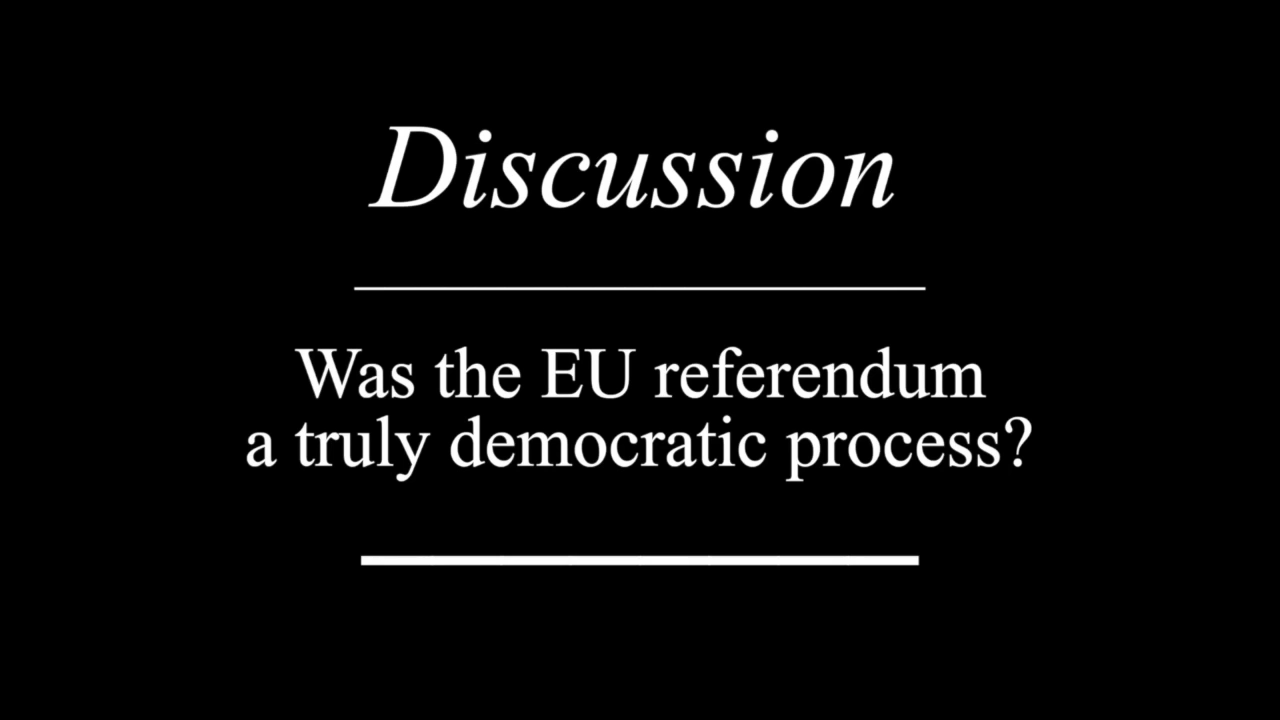 Discussion
Was the EU referendum
a truly democratic process?